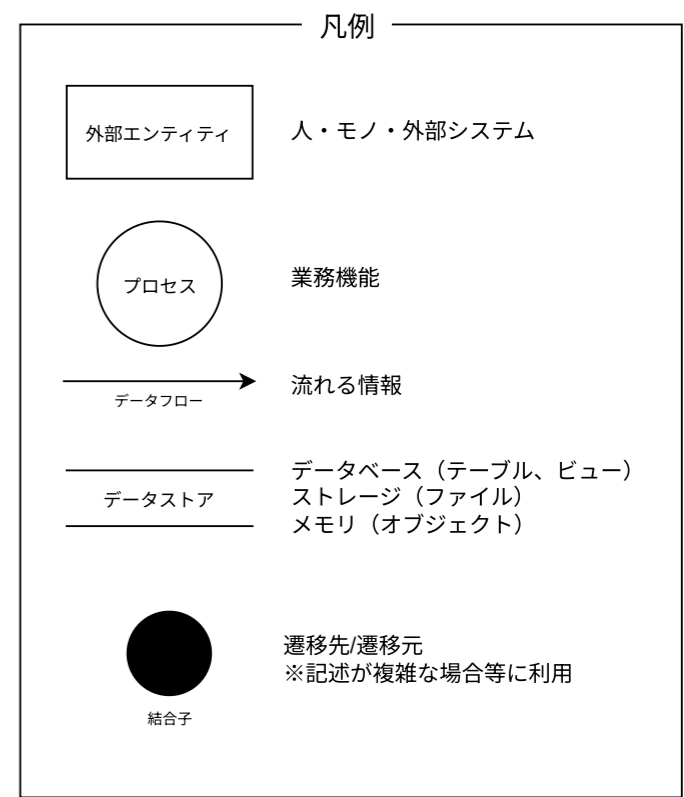 凡例
外部エンティティ
人・モノ・外部システム
プロセス
業務機能
データフロー
流れる情報
データストア
データベース（テーブル、ビュー）
ストレージ（ファイル）
メモリ（オブジェクト）
結合子
遷移先/遷移元
※記述が複雑な場合等に利用